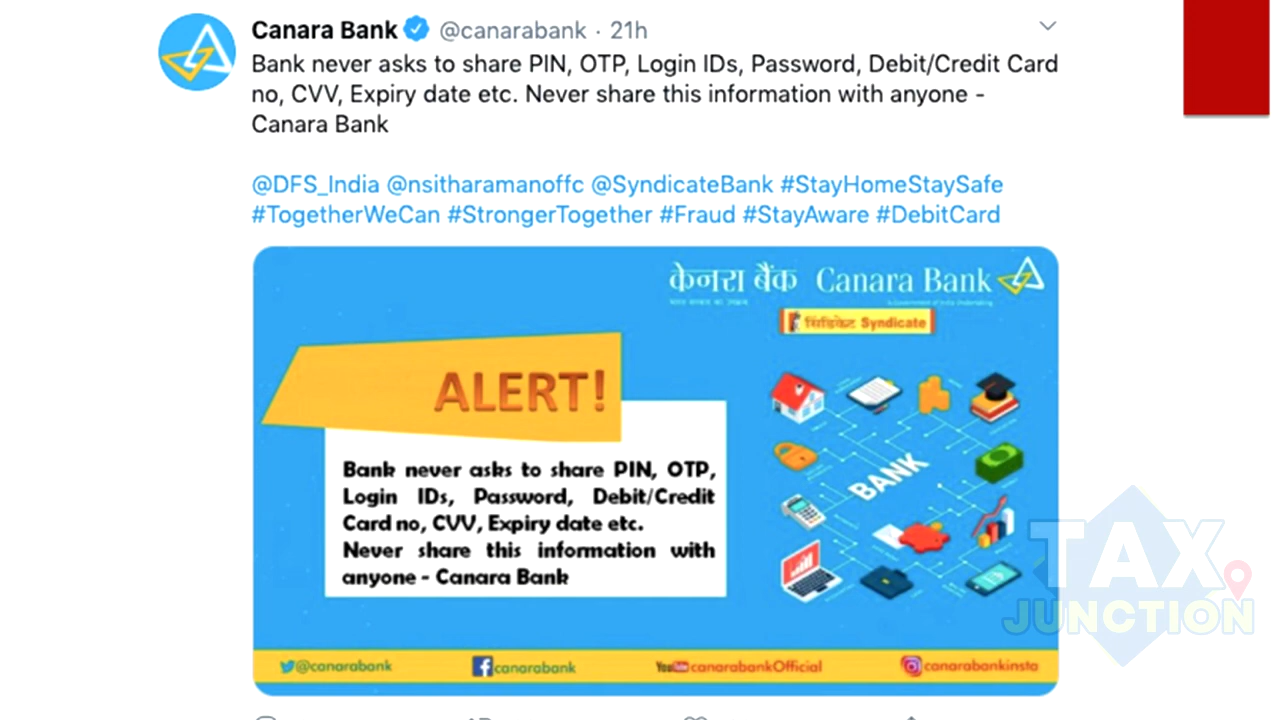 Canara Bank @canarabank · 21h
Bank never asks to share PIN, OTP, Login IDs, Password, Debit/Credit Card
no, CVV, Expiry date etc. Never share this information with anyone -
Canara Bank
@DFS_India @nsitharamanoffc @SyndicateBank #StayHomeStaySafe
#TogetherWeCan #StrongerTogether #Fraud #StayAware #DebitCard
केनरा बैंक Canara Bank
सिंडिकेट Syndicate
ALERT!
Bank never asks to share PIN, OTP,
Login IDs, Password, Debit/Credit
Card no, CVV, Expiry date etc.
Never share this information with
anyone - Canara Bank
BANK
TAX
JUNCTION
@canarabank canarabank YouTube canarabankOfficial canarabankinsta